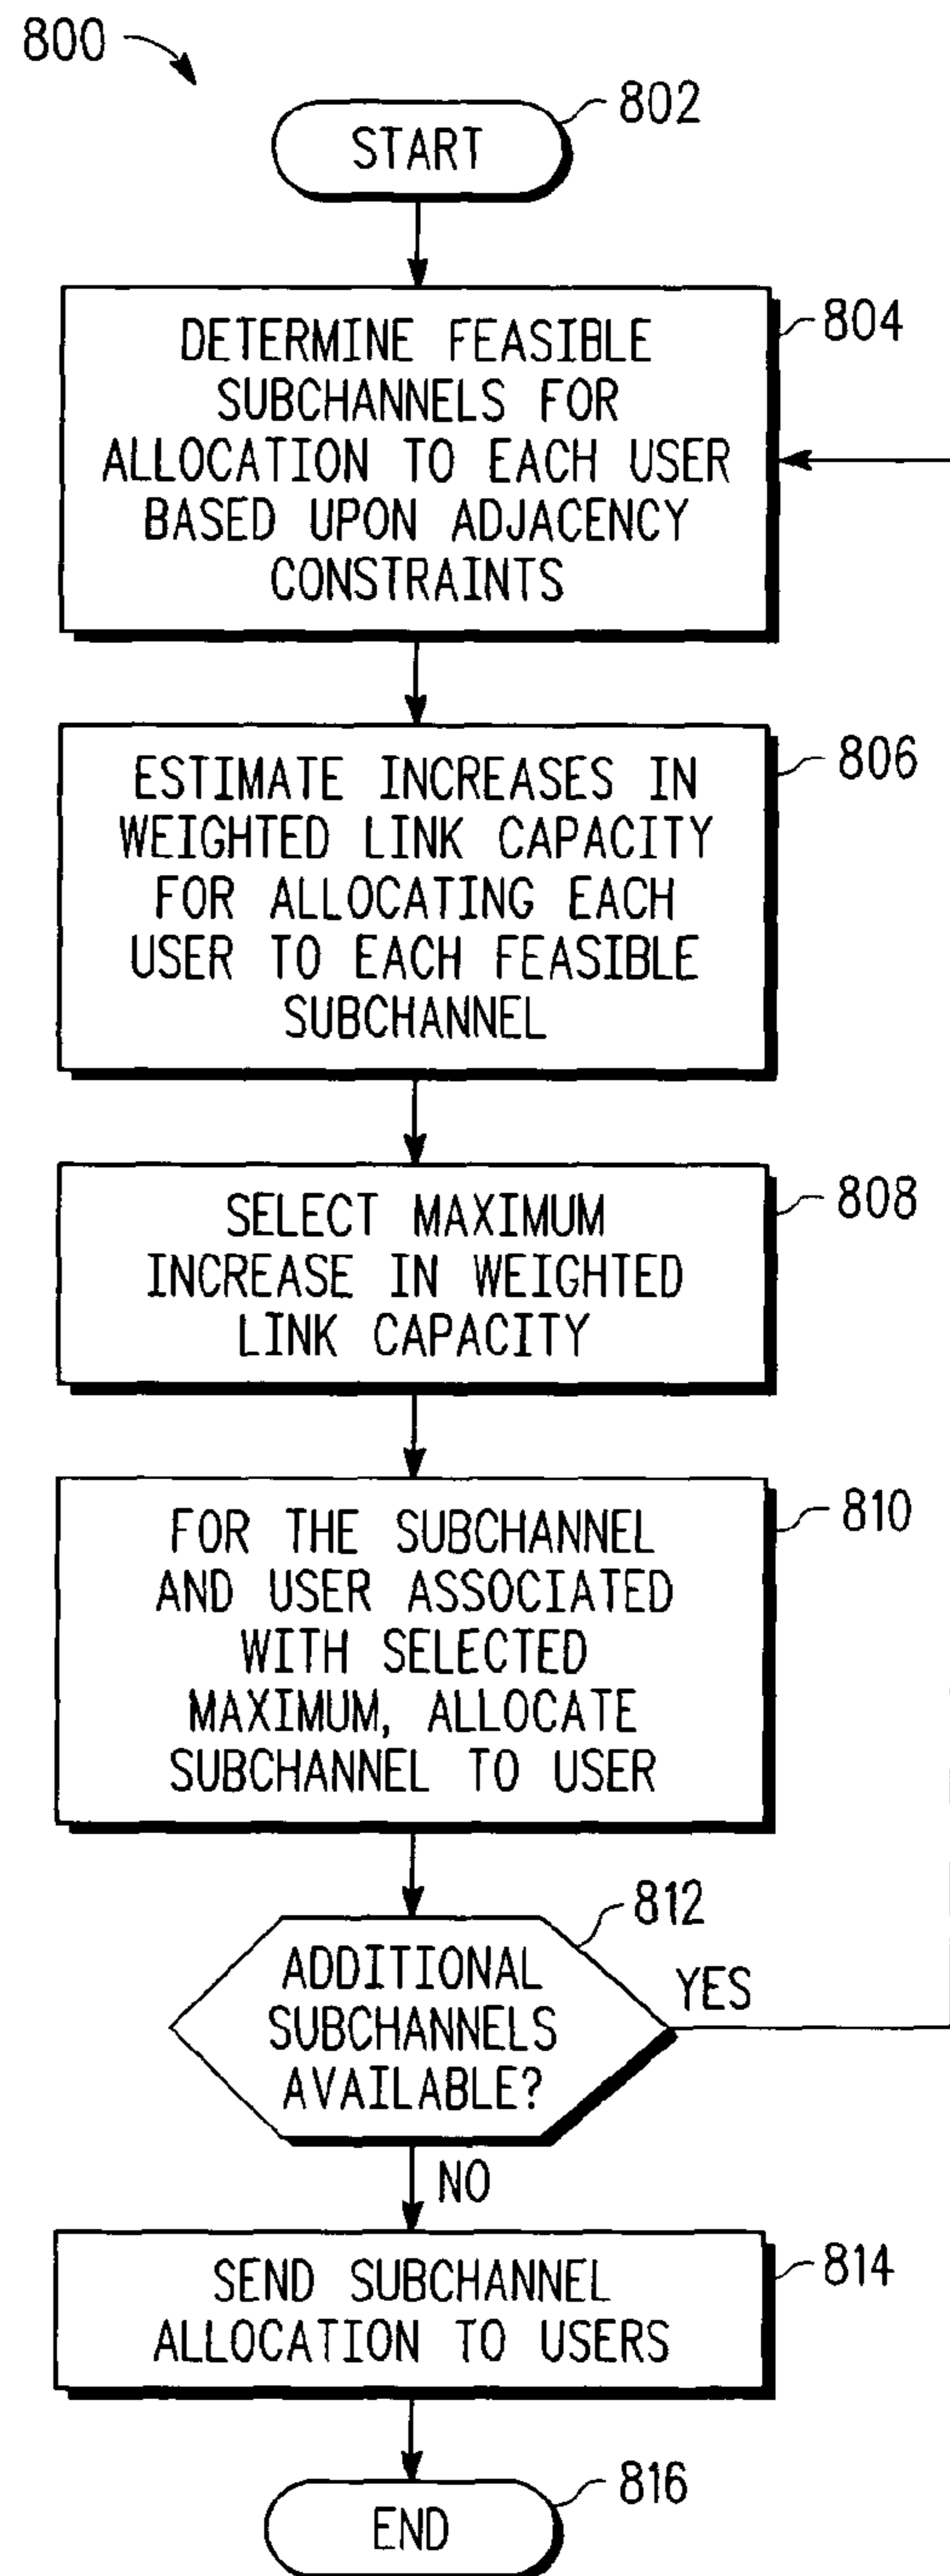 800
START
802
DETERMINE FEASIBLE
SUBCHANNELS FOR
ALLOCATION TO EACH USER
BASED UPON ADJACENCY
CONSTRAINTS
804
ESTIMATE INCREASES IN
WEIGHTED LINK CAPACITY
FOR ALLOCATING EACH
USER TO EACH FEASIBLE
SUBCHANNEL
806
SELECT MAXIMUM
INCREASE IN WEIGHTED
LINK CAPACITY
808
FOR THE SUBCHANNEL
AND USER ASSOCIATED
WITH SELECTED
MAXIMUM, ALLOCATE
SUBCHANNEL TO USER
810
ADDITIONAL
SUBCHANNELS
AVAILABLE?
812
YES
NO
SEND SUBCHANNEL
ALLOCATION TO USERS
814
END
816